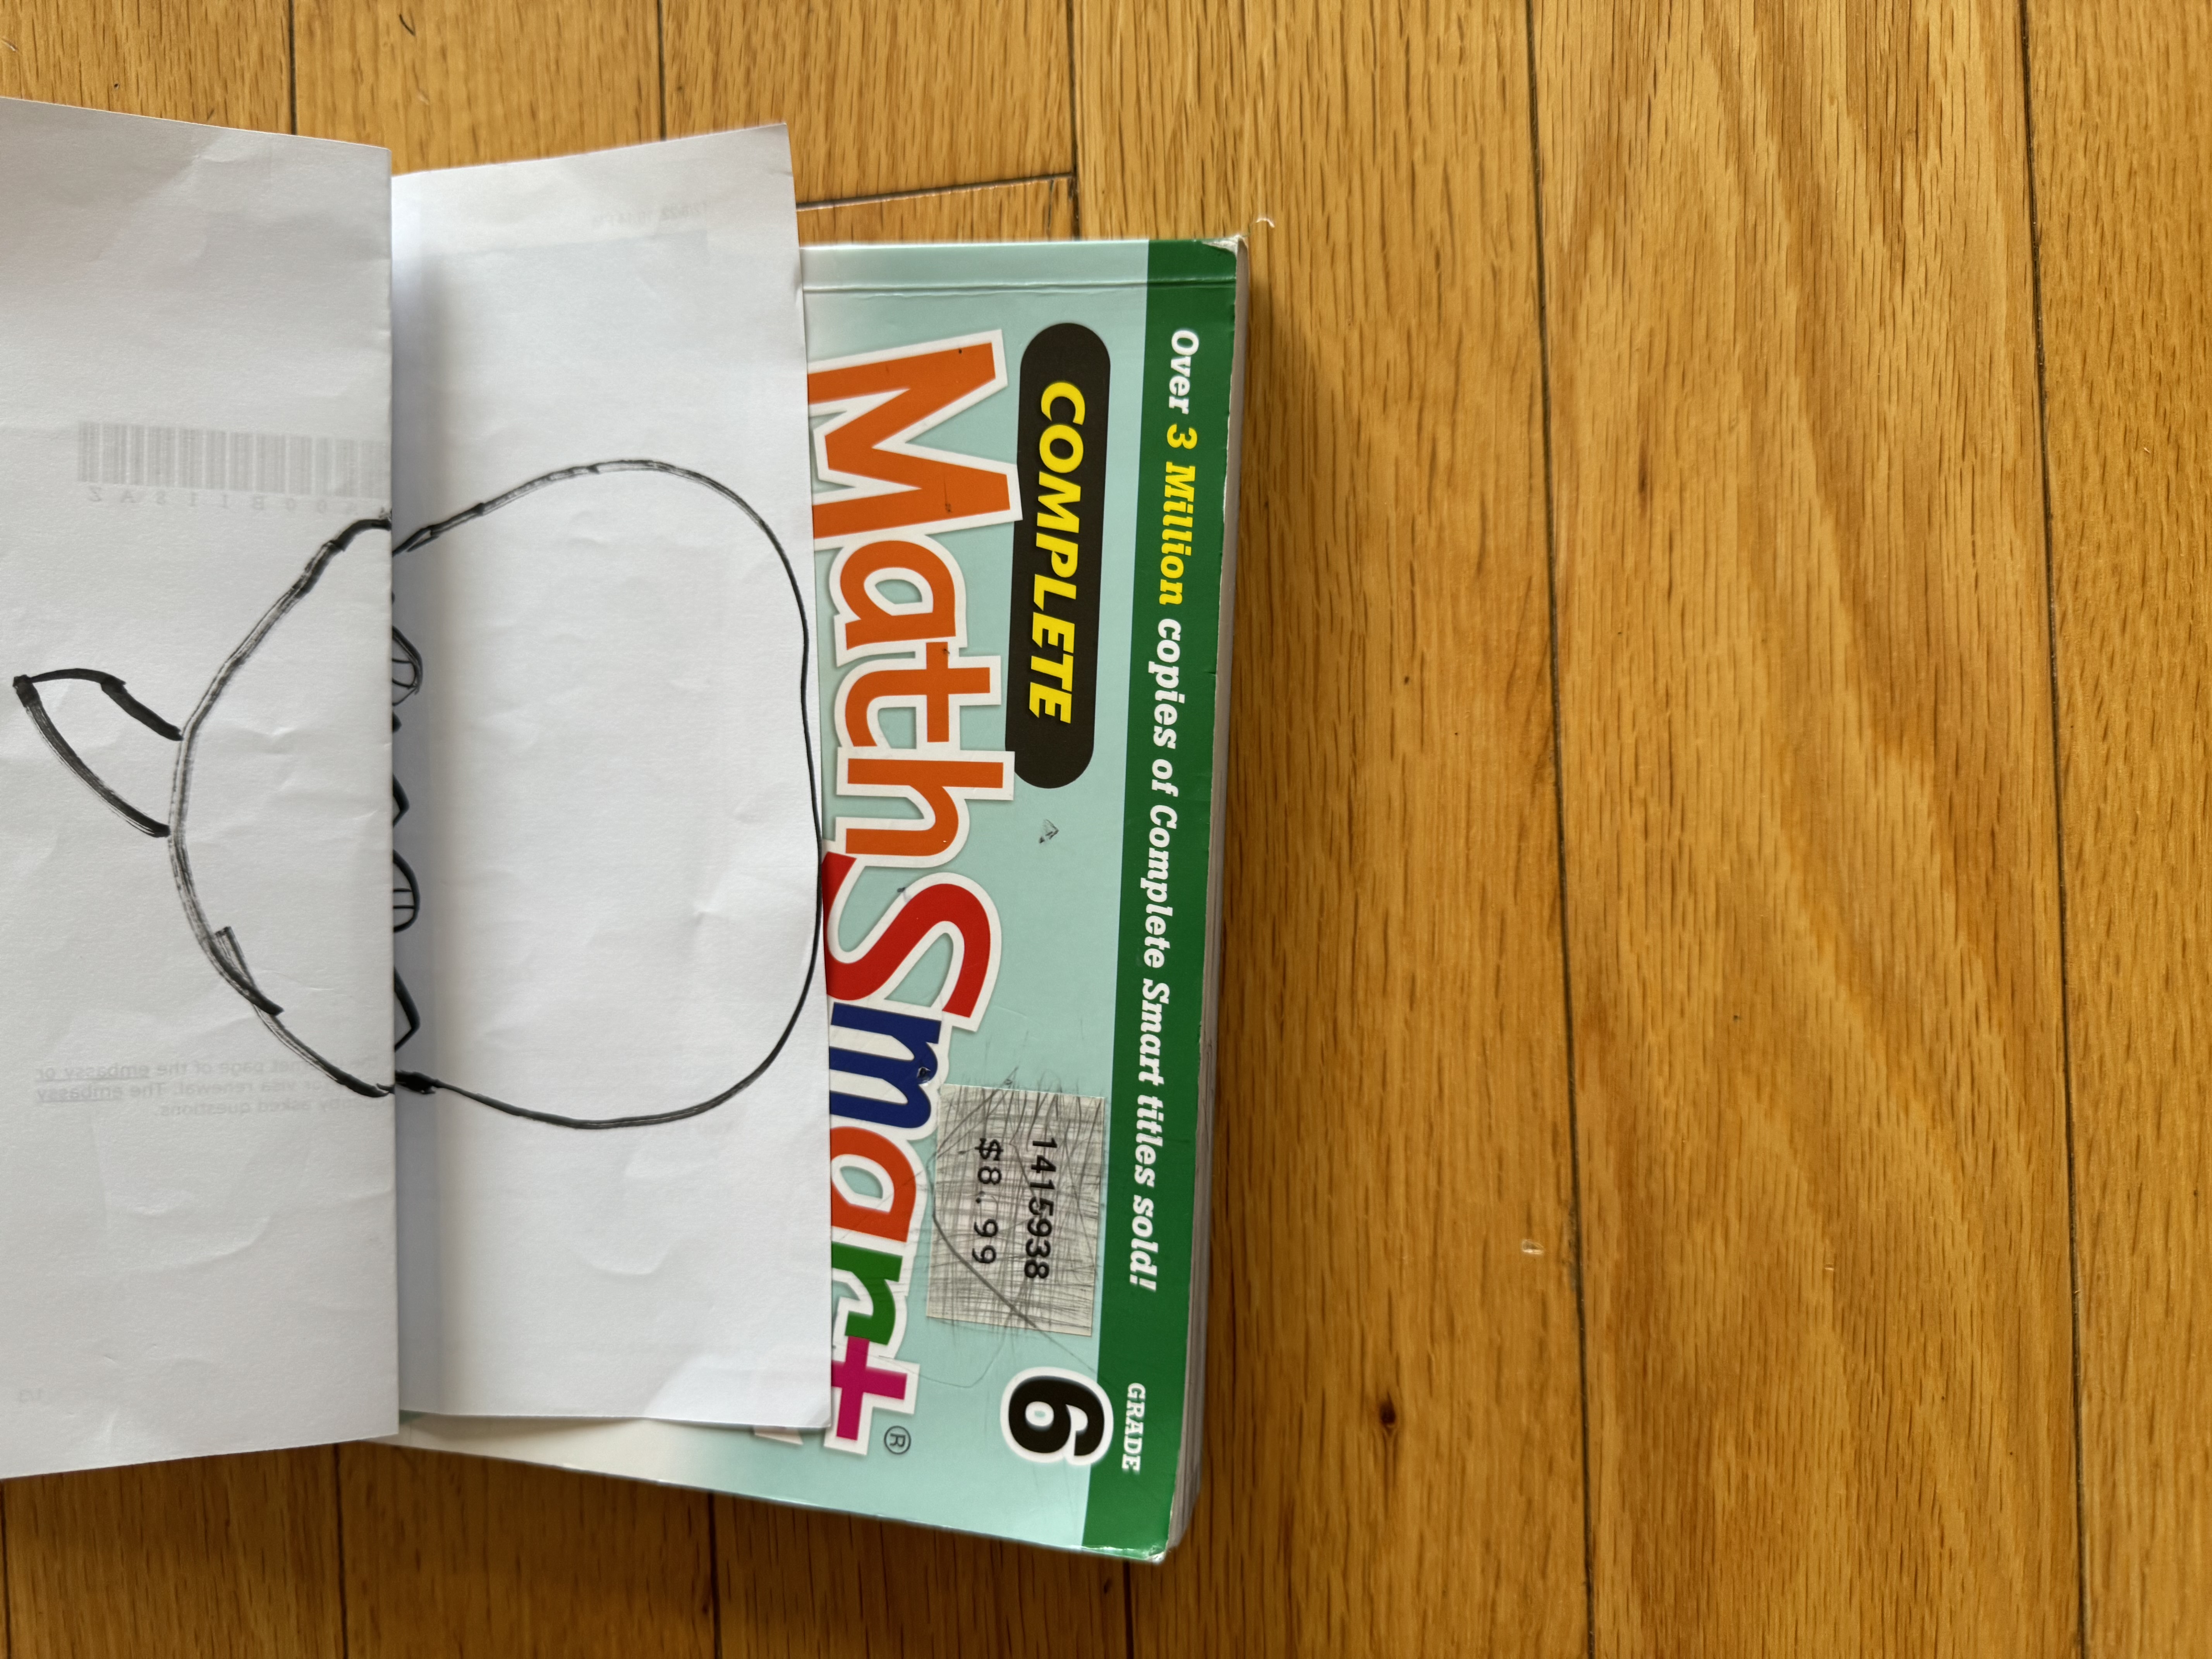 Over 3 Million copies of Complete Smart titles sold!
GRADE
6
COMPLETE
MathSmart
®
1415938
$8.99